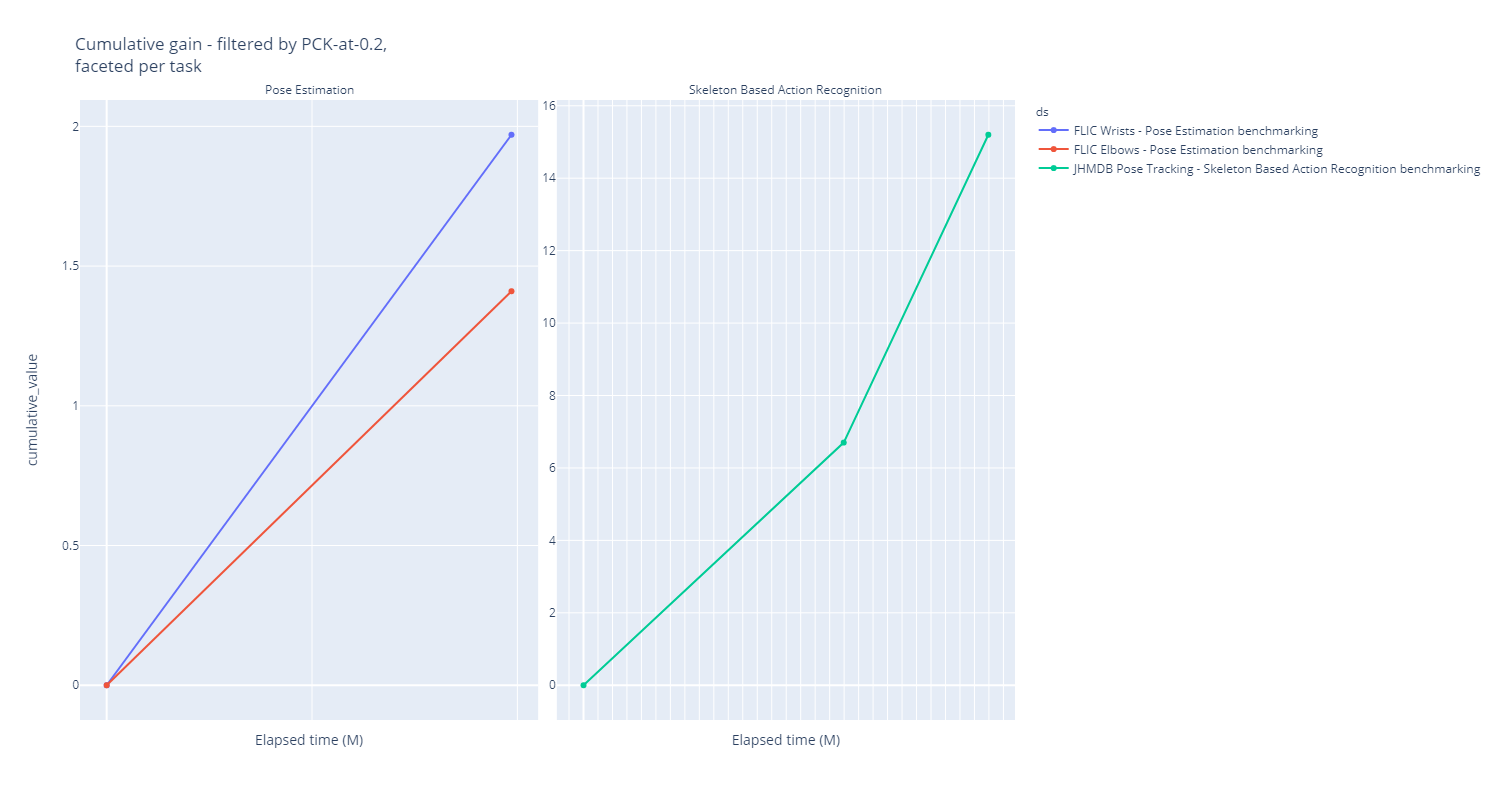 Cumulative gain - filtered by PCK-at-0.2,
faceted per task
Pose Estimation
Skeleton Based Action Recognition
2
1.5
1
0.5
0
16
14
12
10
8
6
4
2
0
cumulative_value
Elapsed time (M)
Elapsed time (M)
ds
FLIC Wrists - Pose Estimation benchmarking
FLIC Elbows - Pose Estimation benchmarking
JHMDB Pose Tracking - Skeleton Based Action Recognition benchmarking